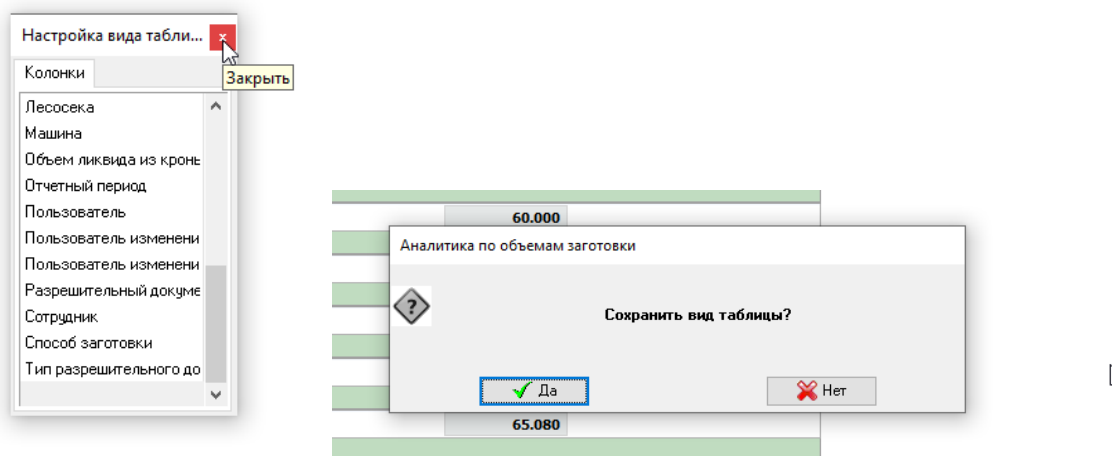 Настройка вида табли...
Колонки
Закрыть
Лесосека
Машина
Объем ликвида из кроны
Отчетный период
Пользователь
Пользователь изменени
Пользователь изменени
Разрешительный докуме
Сотрудник
Способ заготовки
Тип разрешительного до
60.000
Аналитика по объемам заготовки
Сохранить вид таблицы?
Да
Нет
65.080